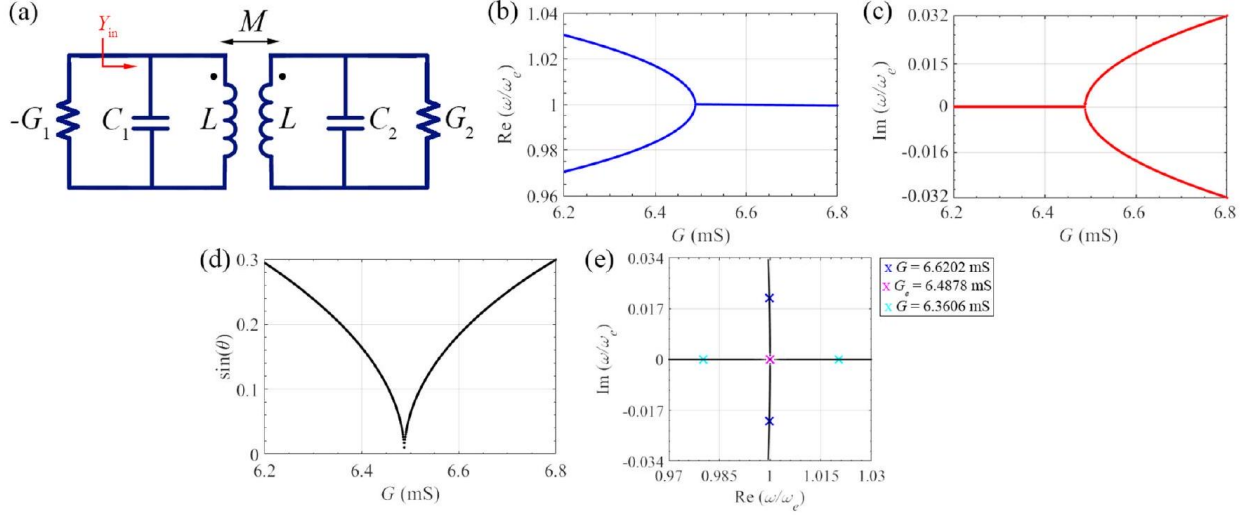 (a)
Y_in
M
-G_1
C_1
L
L
C_2
G_2
(b)
Re (ω/ω_e)
1.04
1.02
1
0.98
0.96
6.2
6.4
6.6
6.8
G (mS)
(c)
Im (ω/ω_e)
0.032
0.015
0
-0.016
-0.032
6.2
6.4
6.6
6.8
G (mS)
(d)
sin(θ)
0.3
0.2
0.1
0
6.2
6.4
6.6
6.8
G (mS)
(e)
Im (ω/ω_e)
0.034
0.017
0
-0.017
-0.034
0.97
0.985
1
1.015
1.03
Re (ω/ω_e)
x G = 6.6202 mS
x G_e = 6.4878 mS
x G = 6.3606 mS